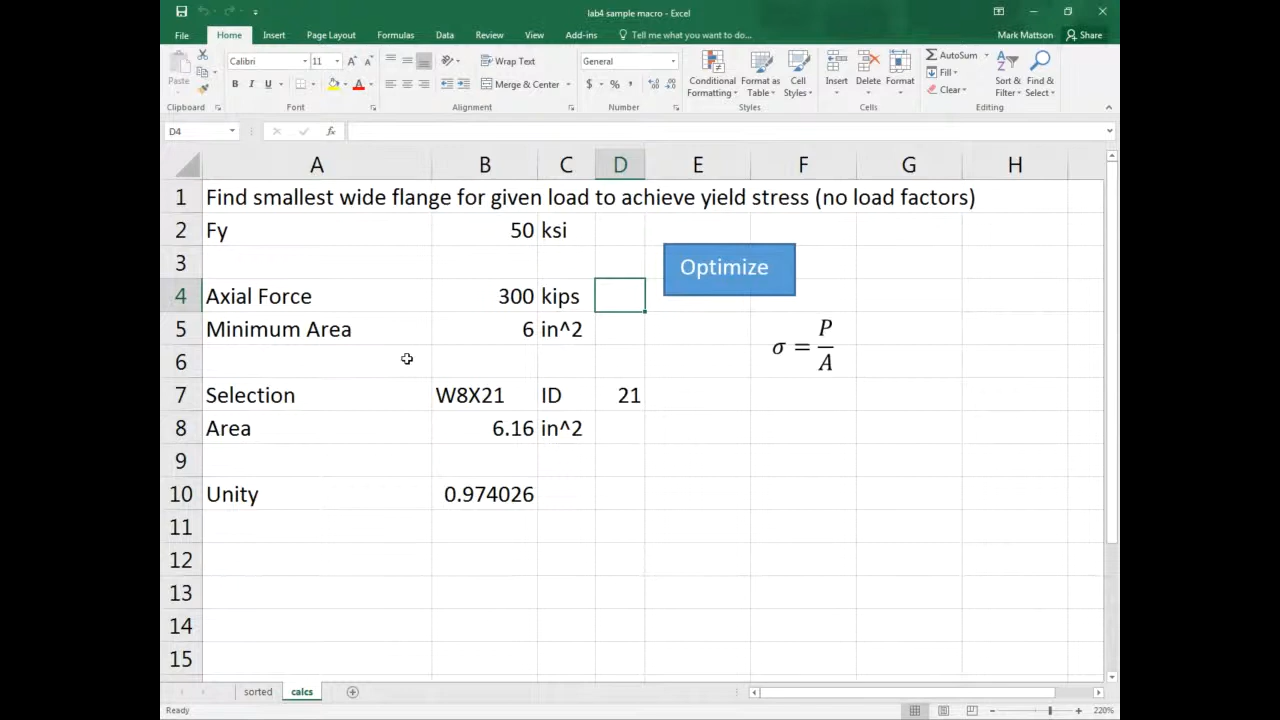 lab4 sample macro - Excel
File Home Insert Page Layout Formulas Data Review View Add-ins Tell me what you want to do... Mark Mattson Share
Paste
Calibri 11
B I U
Wrap Text
Merge & Center
General
$ % ,
Conditional Formatting
Format as Table
Cell Styles
Insert Delete Format
AutoSum
Fill
Clear
Sort & Filter
Find & Select
Clipboard Font Alignment Number Styles Cells Editing
D4 fx
A B C D E F G H
1 Find smallest wide flange for given load to achieve yield stress (no load factors)
2 Fy 50 ksi
3
Optimize
4 Axial Force 300 kips
5 Minimum Area 6 in^2
σ = P/A
6
7 Selection W8X21 ID 21
8 Area 6.16 in^2
9
10 Unity 0.974026
11
12
13
14
15
sorted calcs
Ready 220%